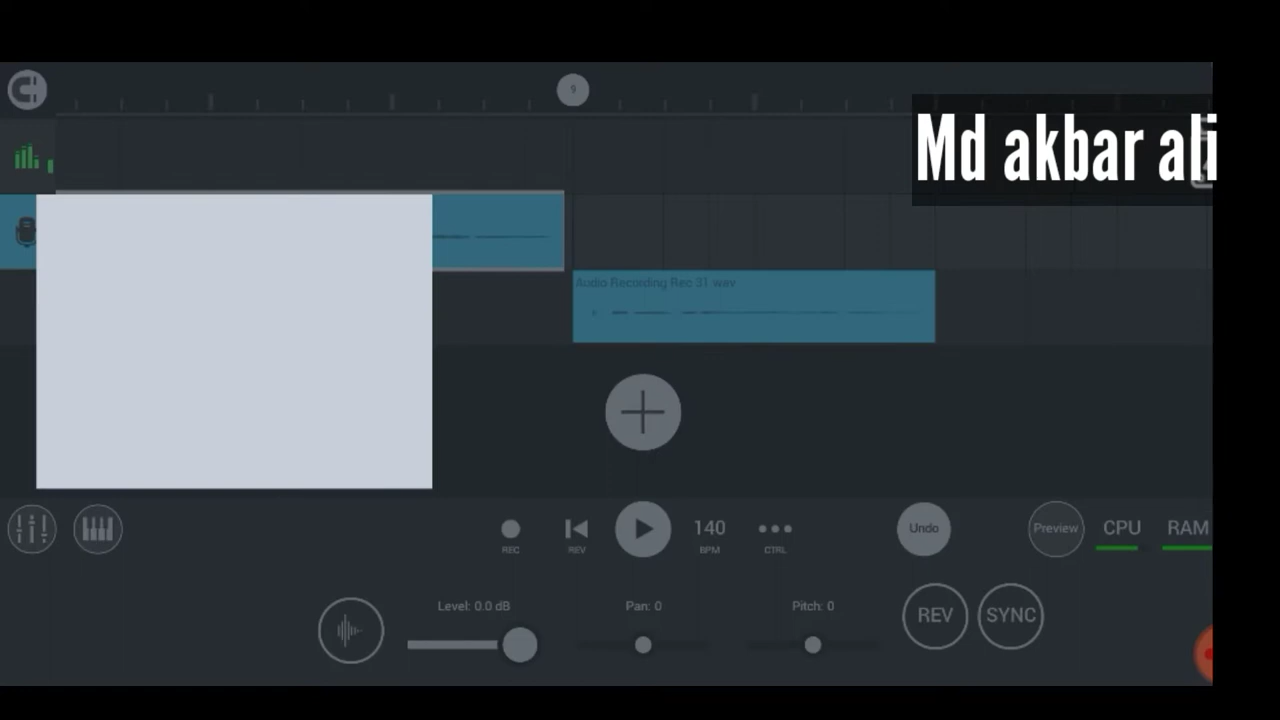 9
Md akbar ali
Audio Recording Rec 31 wav
REC
REV
140
BPM
CTRL
Undo
Preview
CPU
RAM
Level: 0.0 dB
Pan: 0
Pitch: 0
REV
SYNC